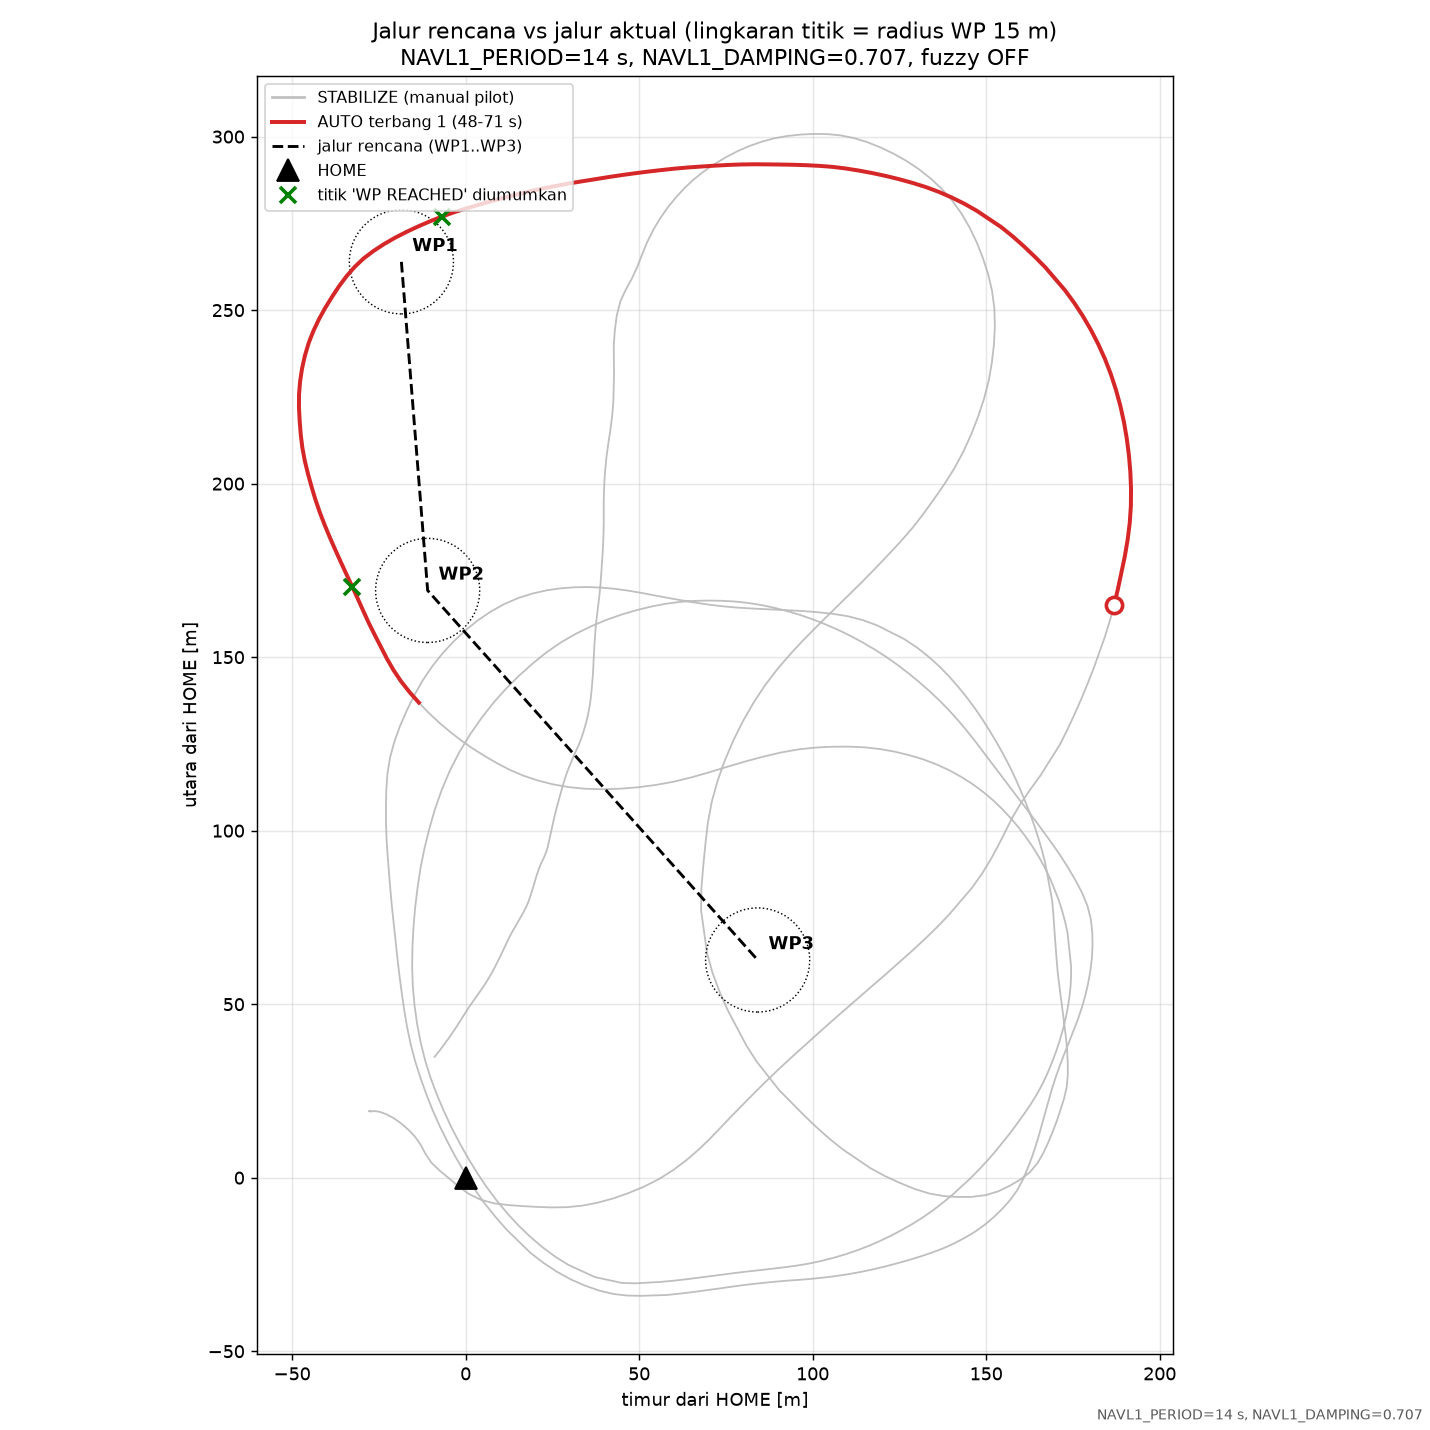 Jalur rencana vs jalur aktual (lingkaran titik = radius WP 15 m)
NAVL1_PERIOD=14 s, NAVL1_DAMPING=0.707, fuzzy OFF
STABILIZE (manual pilot)
AUTO terbang 1 (48-71 s)
jalur rencana (WP1..WP3)
HOME
titik 'WP REACHED' diumumkan
WP1
WP2
WP3
300
250
200
150
100
50
0
−50
utara dari HOME [m]
−50
0
50
100
150
200
timur dari HOME [m]
NAVL1_PERIOD=14 s, NAVL1_DAMPING=0.707